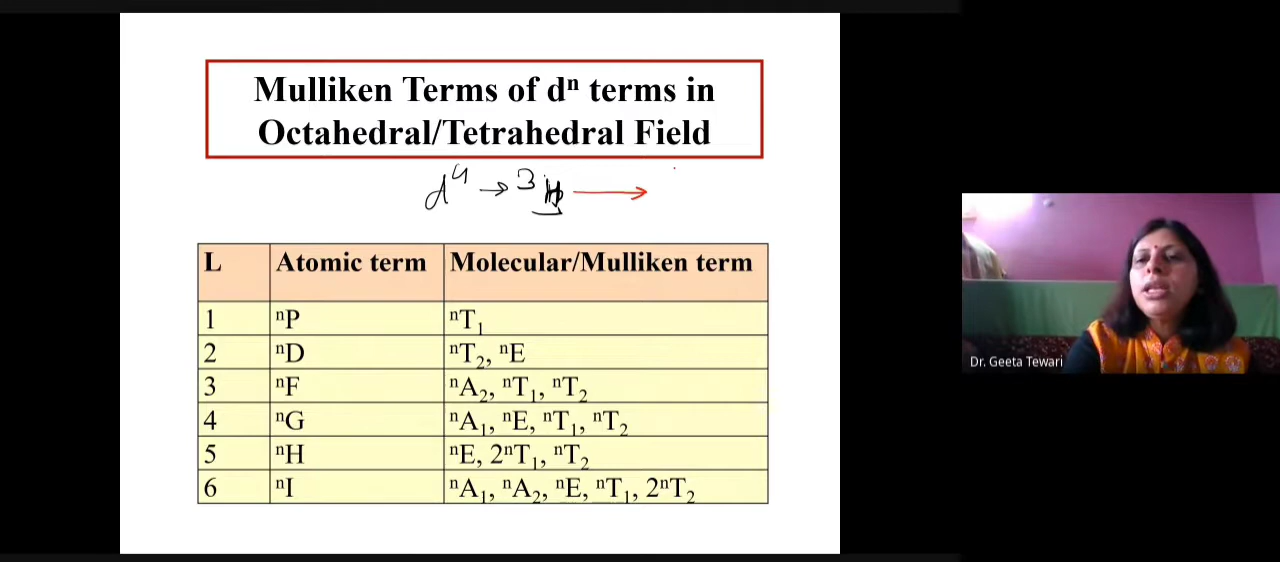 Mulliken Terms of dⁿ terms in
Octahedral/Tetrahedral Field
d⁴ → ³H →
L Atomic term Molecular/Mulliken term
1 ⁿP ⁿT₁
2 ⁿD ⁿT₂, ⁿE
3 ⁿF ⁿA₂, ⁿT₁, ⁿT₂
4 ⁿG ⁿA₁, ⁿE, ⁿT₁, ⁿT₂
5 ⁿH ⁿE, 2ⁿT₁, ⁿT₂
6 ⁿI ⁿA₁, ⁿA₂, ⁿE, ⁿT₁, 2ⁿT₂
Dr. Geeta Tewari